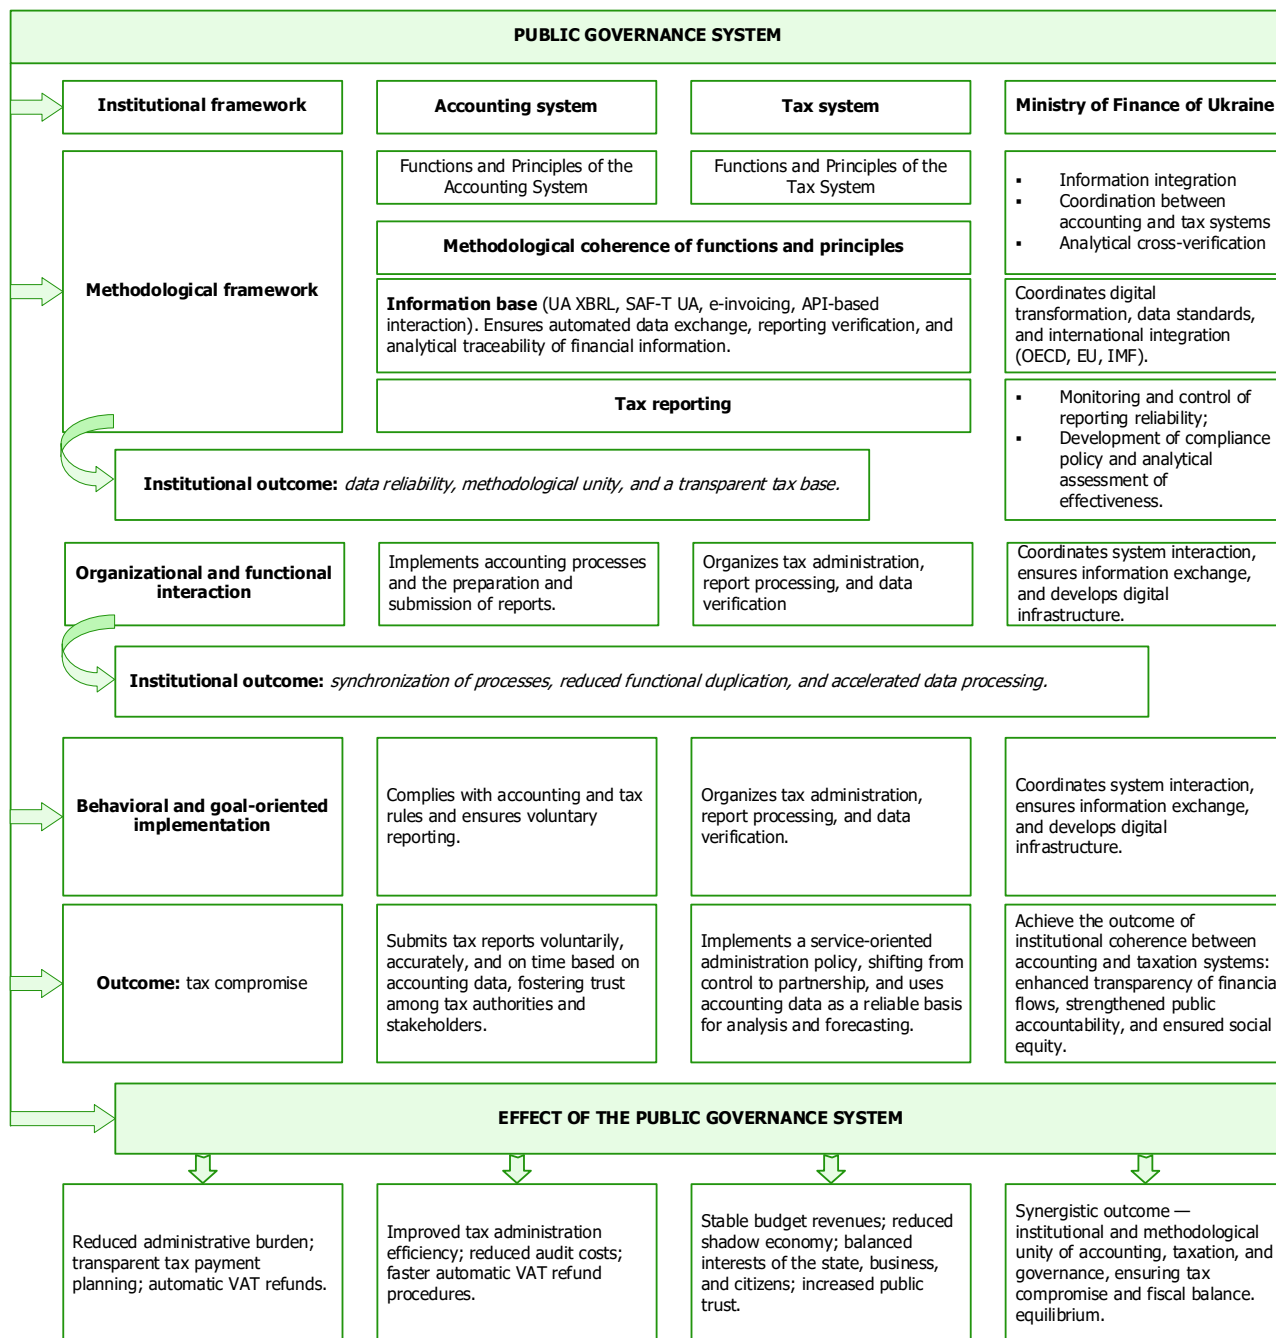 PUBLIC GOVERNANCE SYSTEM
Institutional framework
Accounting system
Tax system
Ministry of Finance of Ukraine
Methodological framework
Functions and Principles of the
Accounting System
Functions and Principles of the
Tax System
▪ Information integration
▪ Coordination between
accounting and tax systems
▪ Analytical cross-verification
Methodological coherence of functions and principles
Information base (UA XBRL, SAF-T UA, e-invoicing, API-based
interaction). Ensures automated data exchange, reporting verification, and
analytical traceability of financial information.
Coordinates digital
transformation, data standards,
and international integration
(OECD, EU, IMF).
Tax reporting
▪ Monitoring and control of
reporting reliability;
▪ Development of compliance
policy and analytical
assessment of
effectiveness.
Institutional outcome: data reliability, methodological unity, and a transparent tax base.
Organizational and functional
interaction
Implements accounting processes
and the preparation and
submission of reports.
Organizes tax administration,
report processing, and data
verification
Coordinates system interaction,
ensures information exchange,
and develops digital
infrastructure.
Institutional outcome: synchronization of processes, reduced functional duplication, and accelerated data processing.
Behavioral and goal-oriented
implementation
Complies with accounting and tax
rules and ensures voluntary
reporting.
Organizes tax administration,
report processing, and data
verification.
Coordinates system interaction,
ensures information exchange,
and develops digital
infrastructure.
Outcome: tax compromise
Submits tax reports voluntarily,
accurately, and on time based on
accounting data, fostering trust
among tax authorities and
stakeholders.
Implements a service-oriented
administration policy, shifting from
control to partnership, and uses
accounting data as a reliable basis
for analysis and forecasting.
Achieve the outcome of
institutional coherence between
accounting and taxation systems:
enhanced transparency of financia
flows, strengthened public
accountability, and ensured social
equity.
EFFECT OF THE PUBLIC GOVERNANCE SYSTEM
Reduced administrative burden;
transparent tax payment
planning; automatic VAT refunds.
Improved tax administration
efficiency; reduced audit costs;
faster automatic VAT refund
procedures.
Stable budget revenues; reduced
shadow economy; balanced
interests of the state, business,
and citizens; increased public
trust.
Synergistic outcome —
institutional and methodological
unity of accounting, taxation, and
governance, ensuring tax
compromise and fiscal balance.
equilibrium.